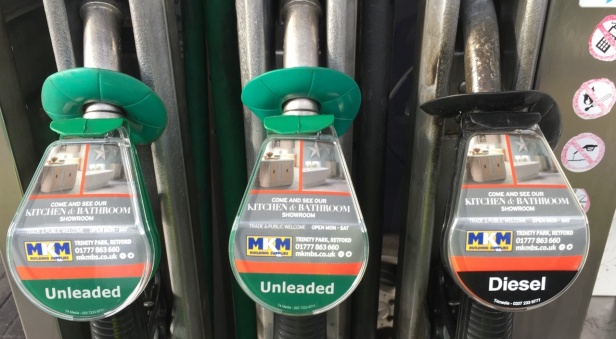 COME AND SEE OUR
KITCHEN & BATHROOM
SHOWROOM
TRADE & PUBLIC WELCOME OPEN MON - SAT
MKM
BUILDING SUPPLIES
TRINITY PARK, RETFORD
01777 863 660
mkmbs.co.uk
Unleaded
COME AND SEE OUR
KITCHEN & BATHROOM
SHOWROOM
TRADE & PUBLIC WELCOME OPEN MON - SAT
MKM
BUILDING SUPPLIES
TRINITY PARK, RETFORD
01777 863 660
mkmbs.co.uk
Unleaded
COME AND SEE OUR
KITCHEN & BATHROOM
SHOWROOM
TRADE & PUBLIC WELCOME OPEN MON - SAT
MKM
BUILDING SUPPLIES
TRINITY PARK, RETFORD
01777 863 660
mkmbs.co.uk
Diesel